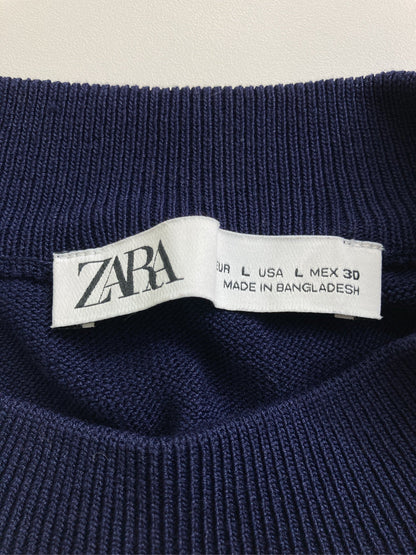 ZARA
EUR L USA L MEX 30
MADE IN BANGLADESH